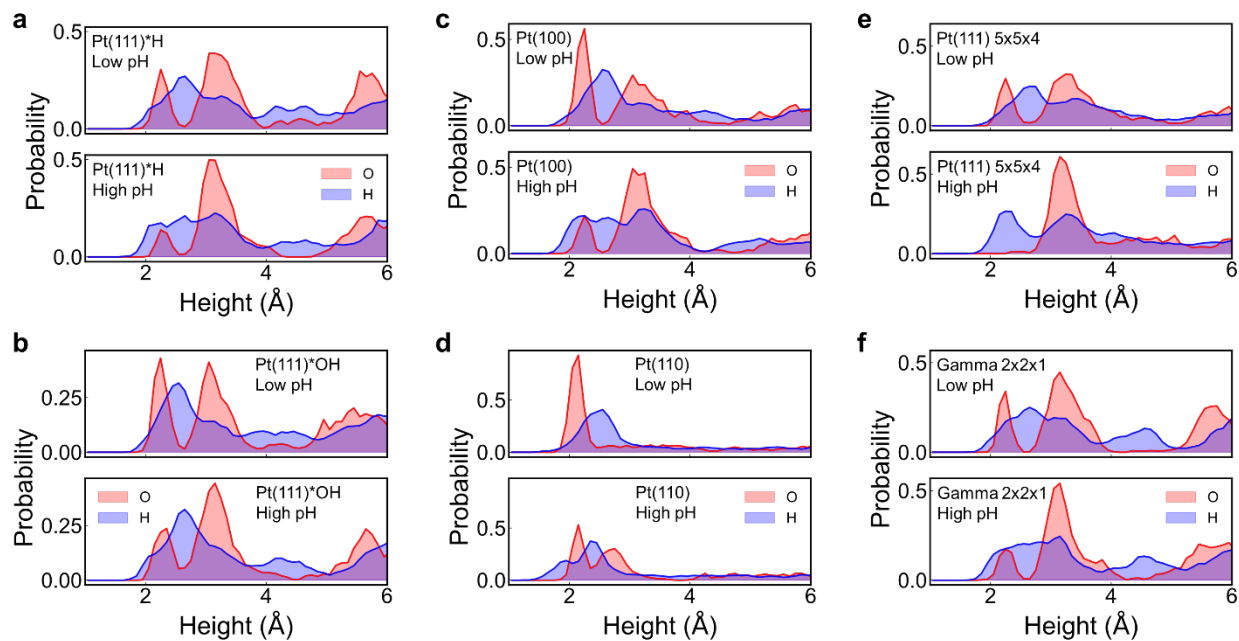 a
Pt(111)*H
Low pH
0.5
0.0
Pt(111)*H
High pH
O
H
0.5
0.0
Probability
2
4
6
Height (Å)
c
Pt(100)
Low pH
0.5
0.0
Pt(100)
High pH
O
H
0.5
0.0
Probability
2
4
6
Height (Å)
e
Pt(111) 5x5x4
Low pH
0.5
0.0
Pt(111) 5x5x4
High pH
O
H
0.5
0.0
Probability
2
4
6
Height (Å)
b
Pt(111)*OH
Low pH
0.25
0.00
Pt(111)*OH
High pH
O
H
0.25
0.00
Probability
2
4
6
Height (Å)
d
Pt(110)
Low pH
0.5
0.0
Pt(110)
High pH
O
H
0.5
0.0
Probability
2
4
6
Height (Å)
f
Gamma 2x2x1
Low pH
0.5
0.0
Gamma 2x2x1
High pH
O
H
0.5
0.0
Probability
2
4
6
Height (Å)